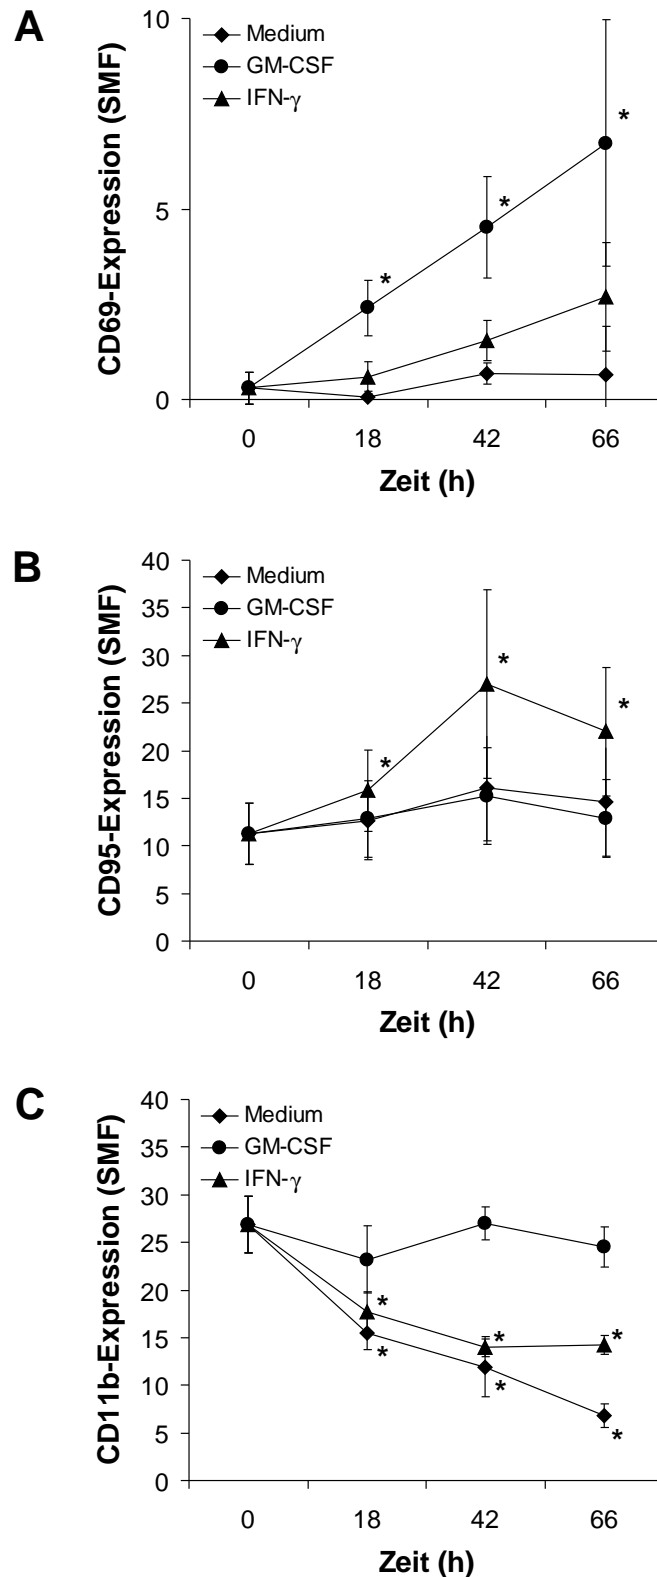 A
CD69-Expression (SMF)
10
5
0
Medium
GM-CSF
IFN-γ
*
*
*
0 18 42 66
Zeit (h)
B
CD95-Expression (SMF)
40
35
30
25
20
15
10
5
0
Medium
GM-CSF
IFN-γ
*
*
*
0 18 42 66
Zeit (h)
C
CD11b-Expression (SMF)
40
35
30
25
20
15
10
5
0
Medium
GM-CSF
IFN-γ
*
*
*
*
*
*
0 18 42 66
Zeit (h)